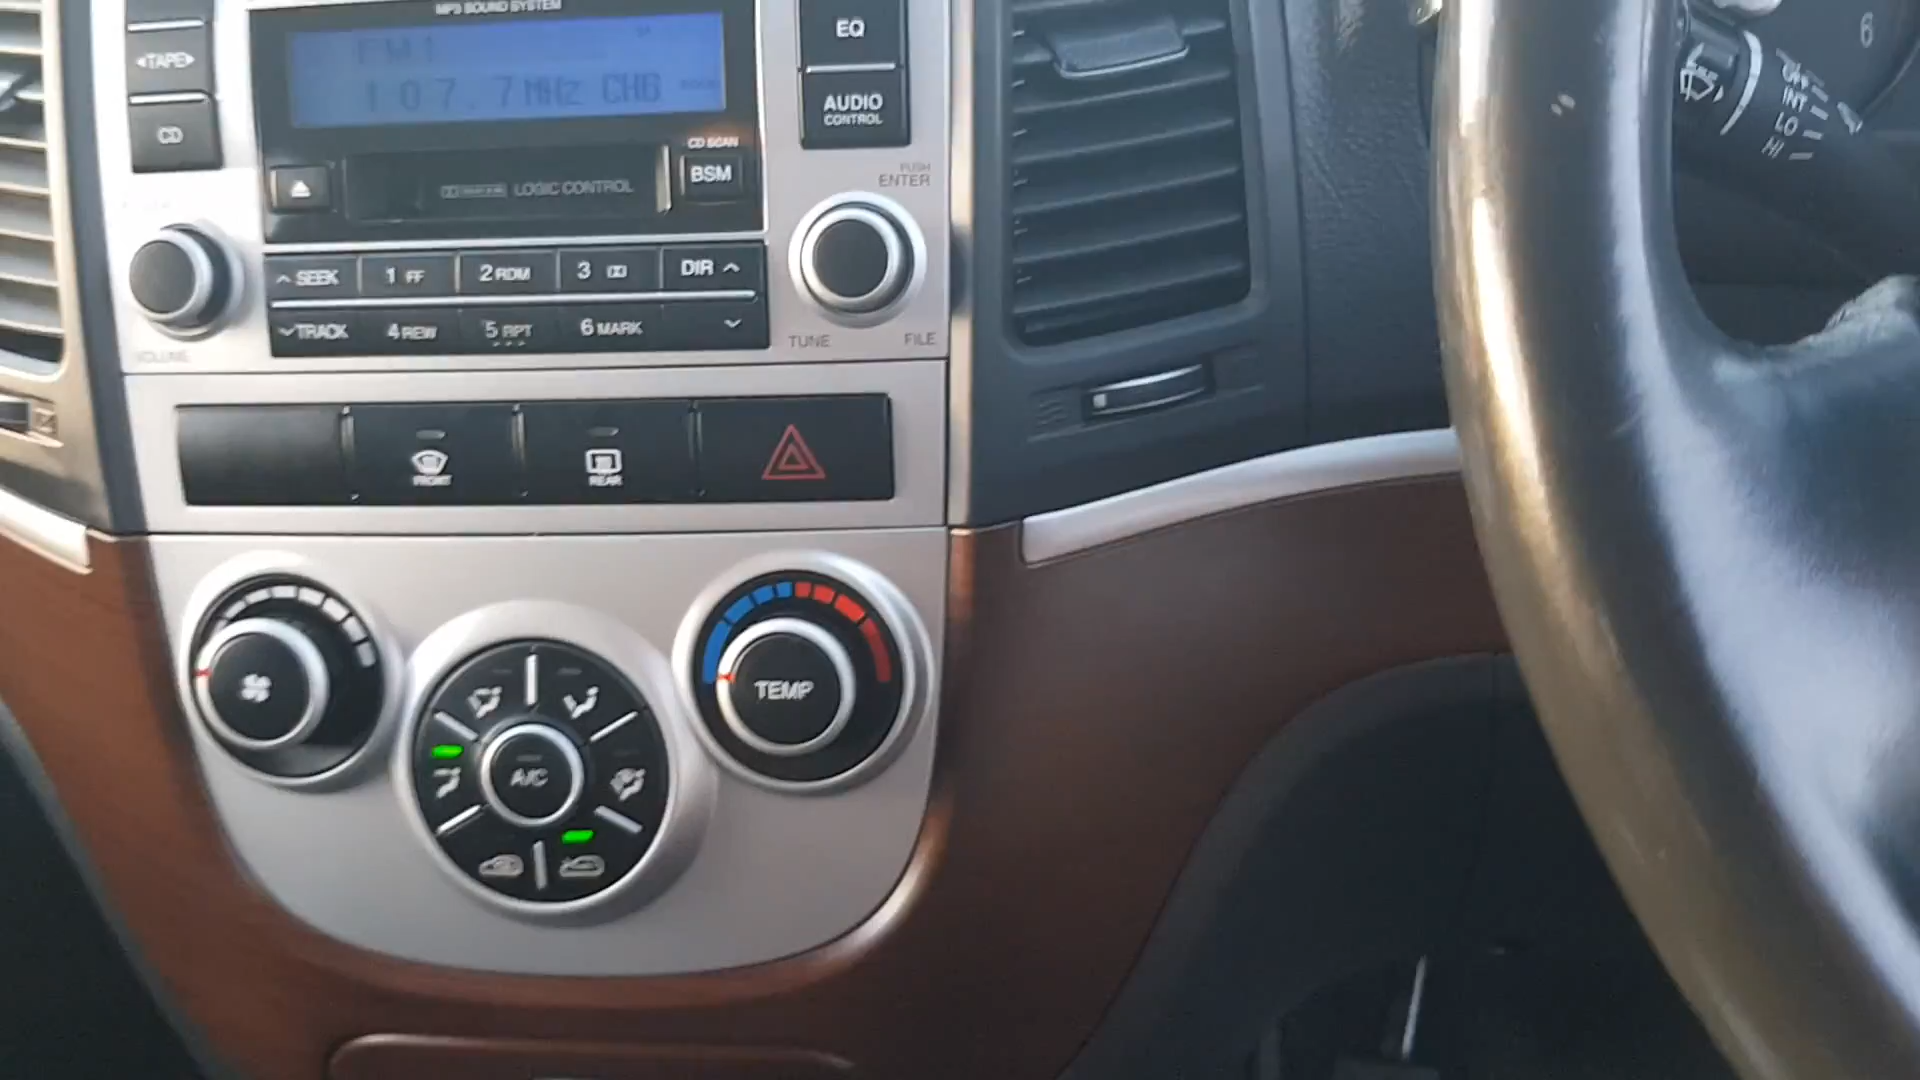 MP3 SOUND SYSTEM
<TAPE>
CD
FM1
107.7MHz CH6
EQ
AUDIO
CONTROL
CD SCAN
BSM
LOGIC CONTROL
PUSH
ENTER
SEEK
1 FF
2 RDM
3
DIR
TRACK
4 REW
5 RPT
6 MARK
VOLUME
TUNE
FILE
FRONT
REAR
TEMP
A/C
6
INT
LO
HI